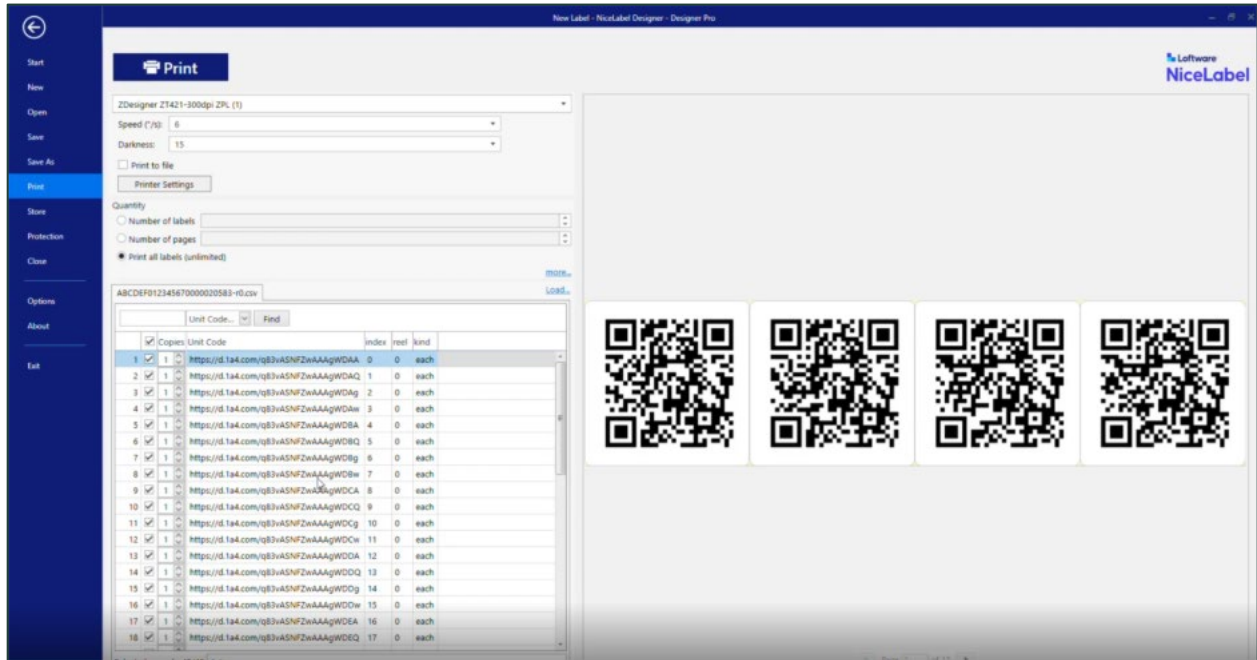 New Label - NiceLabel Designer - Designer Pro
Start
New
Open
Save
Save As
Print
Store
Protection
Close
Options
About
Exit
Print
Loftware
NiceLabel
ZDesigner ZT421-300dpi ZPL (1)
Speed ("/s): 6
Darkness: 15
Print to file
Printer Settings
Quantity
Number of labels
Number of pages
Print all labels (unlimited)
more...
ABCDEF012345670000020583-r0.csv
Load...
Unit Code... Find
Copies Unit Code index reel kind
1 1 https://d.1a4.com/q83vASNFZwAAAgWDAA 0 0 each
2 1 https://d.1a4.com/q83vASNFZwAAAgWDAQ 1 0 each
3 1 https://d.1a4.com/q83vASNFZwAAAgWDAg 2 0 each
4 1 https://d.1a4.com/q83vASNFZwAAAgWDAw 3 0 each
5 1 https://d.1a4.com/q83vASNFZwAAAgWDBA 4 0 each
6 1 https://d.1a4.com/q83vASNFZwAAAgWDBQ 5 0 each
7 1 https://d.1a4.com/q83vASNFZwAAAgWDBg 6 0 each
8 1 https://d.1a4.com/q83vASNFZwAAAgWDBw 7 0 each
9 1 https://d.1a4.com/q83vASNFZwAAAgWDCA 8 0 each
10 1 https://d.1a4.com/q83vASNFZwAAAgWDCQ 9 0 each
11 1 https://d.1a4.com/q83vASNFZwAAAgWDCg 10 0 each
12 1 https://d.1a4.com/q83vASNFZwAAAgWDCw 11 0 each
13 1 https://d.1a4.com/q83vASNFZwAAAgWDDA 12 0 each
14 1 https://d.1a4.com/q83vASNFZwAAAgWDDQ 13 0 each
15 1 https://d.1a4.com/q83vASNFZwAAAgWDDg 14 0 each
16 1 https://d.1a4.com/q83vASNFZwAAAgWDDw 15 0 each
17 1 https://d.1a4.com/q83vASNFZwAAAgWDEA 16 0 each
18 1 https://d.1a4.com/q83vASNFZwAAAgWDEQ 17 0 each